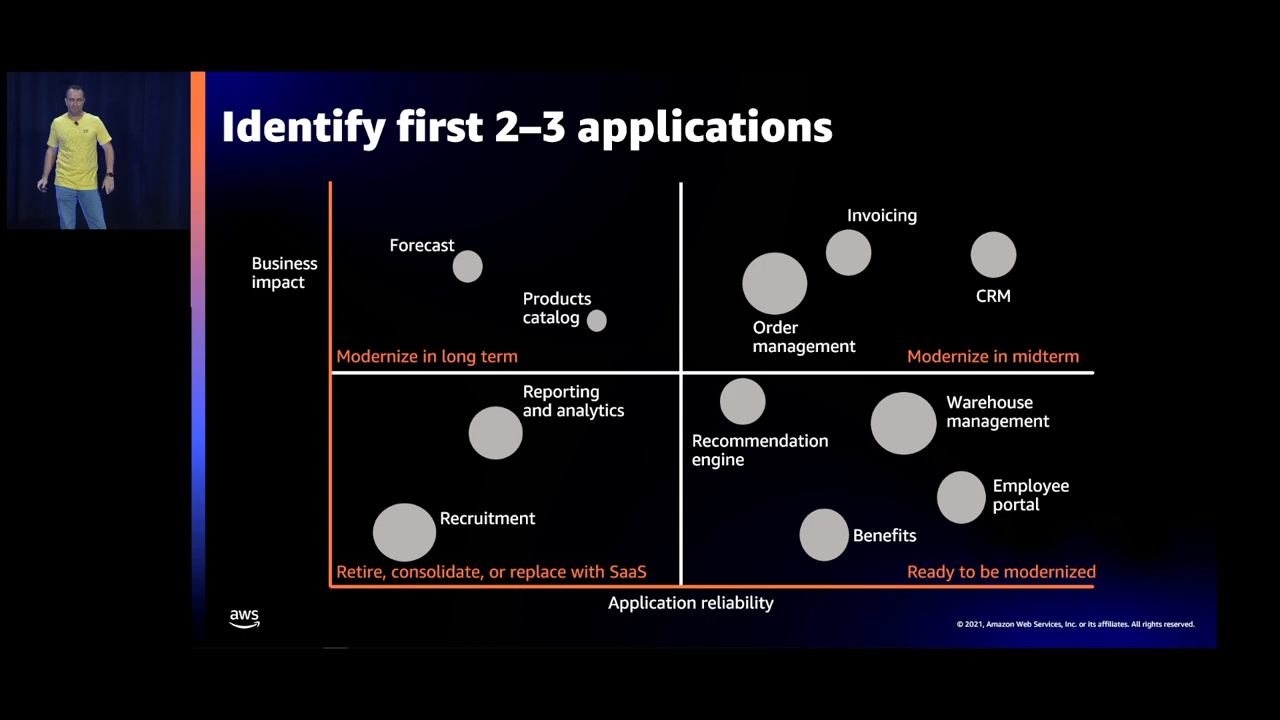 Identify first 2–3 applications
Business
impact
Forecast
Products
catalog
Modernize in long term
Invoicing
CRM
Order
management
Modernize in midterm
Reporting
and analytics
Recruitment
Retire, consolidate, or replace with SaaS
Recommendation
engine
Warehouse
management
Employee
portal
Benefits
Ready to be modernized
Application reliability
aws
© 2021, Amazon Web Services, Inc. or its affiliates. All rights reserved.